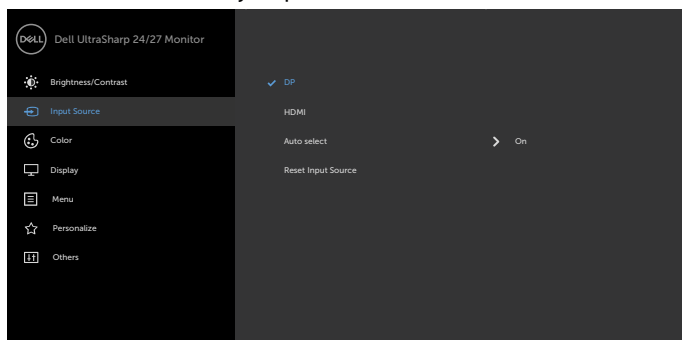 DELL Dell UltraSharp 24/27 Monitor
Brightness/Contrast
DP
Input Source
HDMI
Color
Auto select
On
Display
Reset Input Source
Menu
Personalize
Others